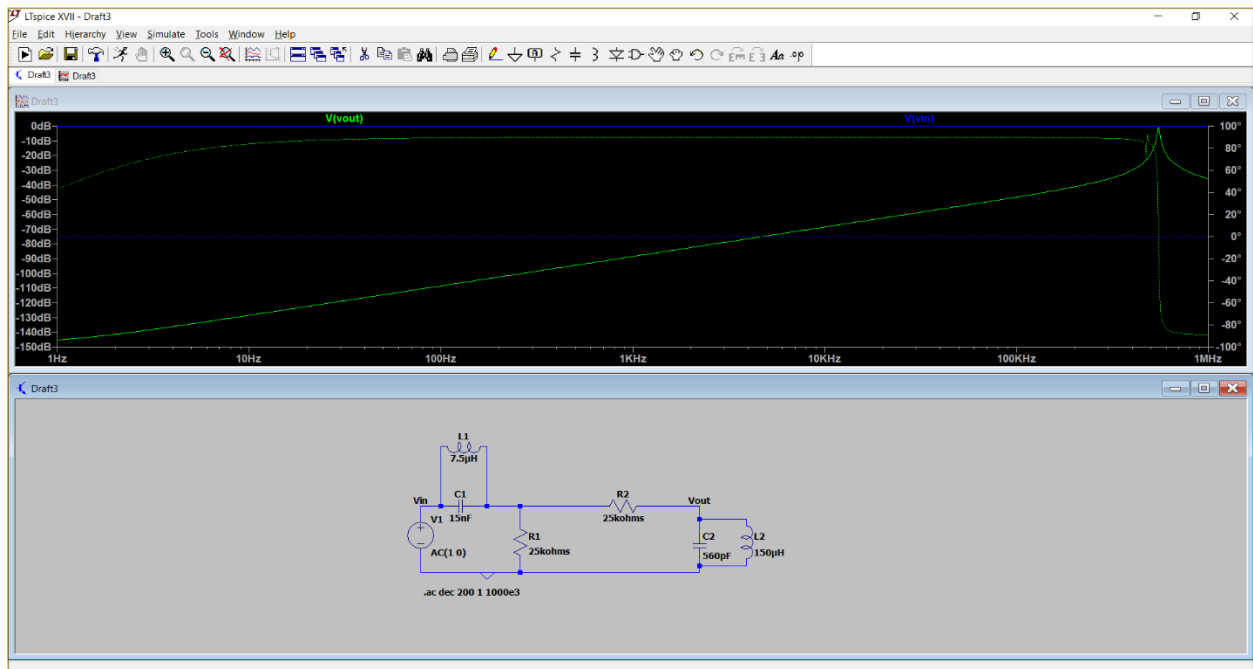 LTspice XVII - Draft3
File Edit Hierarchy View Simulate Tools Window Help
Draft3 Draft3
Draft3
V(vout) V(vin)
0dB 100°
-10dB 80°
-20dB
-30dB 60°
-40dB 40°
-50dB
-60dB 20°
-70dB
-80dB 0°
-90dB -20°
-100dB
-110dB -40°
-120dB -60°
-130dB
-140dB -80°
-150dB -100°
1Hz 10Hz 100Hz 1KHz 10KHz 100KHz 1MHz
Draft3
L1
7.5µH
Vin C1 R2 Vout
V1 15nF 25kohms
AC(1 0) R1 C2 L2
25kohms 560pF 150µH
.ac dec 200 1 1000e3